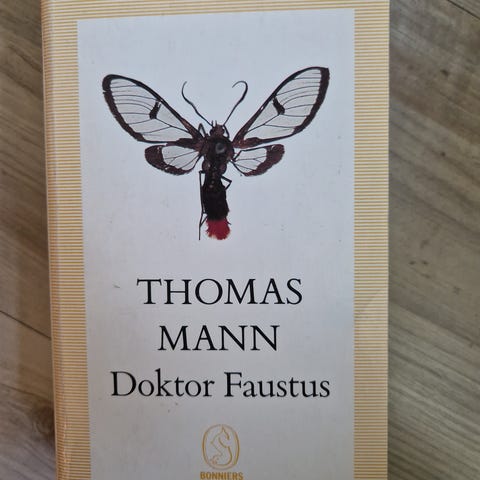 THOMAS
MANN
Doktor Faustus
BONNIERS